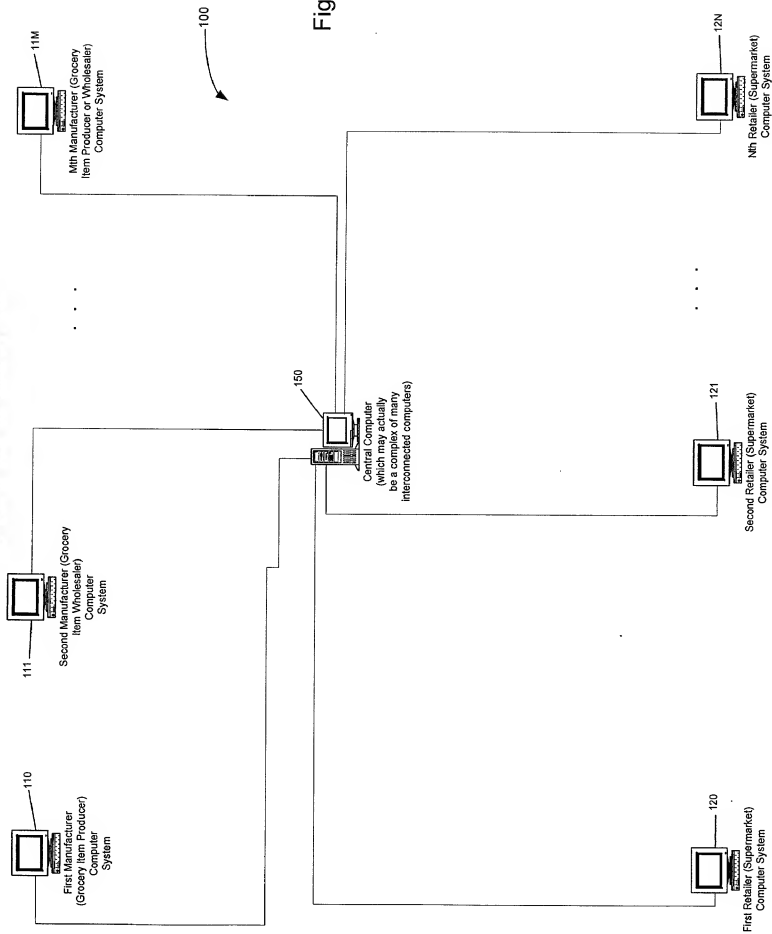 110
First Manufacturer
(Grocery Item Producer)
Computer
System
111
Second Manufacturer (Grocery
Item Wholesaler)
Computer
System
. . .
11M
Mth Manufacturer (Grocery
Item Producer or Wholesaler)
Computer System
100
Fig
150
Central Computer
(which may actually
be a complex of many
interconnected computers)
120
First Retailer (Supermarket)
Computer System
121
Second Retailer (Supermarket)
Computer System
. . .
12N
Nth Retailer (Supermarket)
Computer System